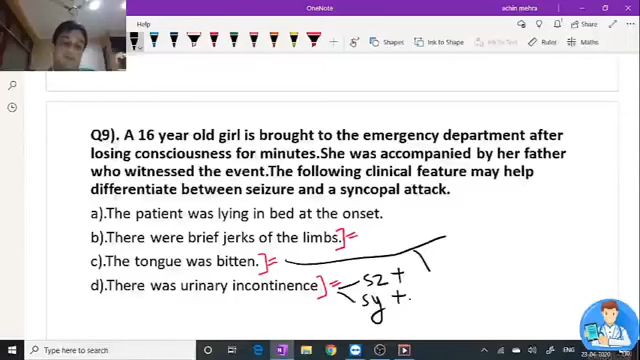 OneNote
achin mehra
Help
Share
Shapes
Ink to Shape
Ink to Text
Ruler
Maths
Q9). A 16 year old girl is brought to the emergency department after
losing consciousness for minutes.She was accompanied by her father
who witnessed the event.The following clinical feature may help
differentiate between seizure and a syncopal attack.
a).The patient was lying in bed at the onset.
b).There were brief jerks of the limbs. ]=
c).The tongue was bitten. ]=
d).There was urinary incontinence ]=
sz +
sy +
Type here to search
ENG
23-04-2020